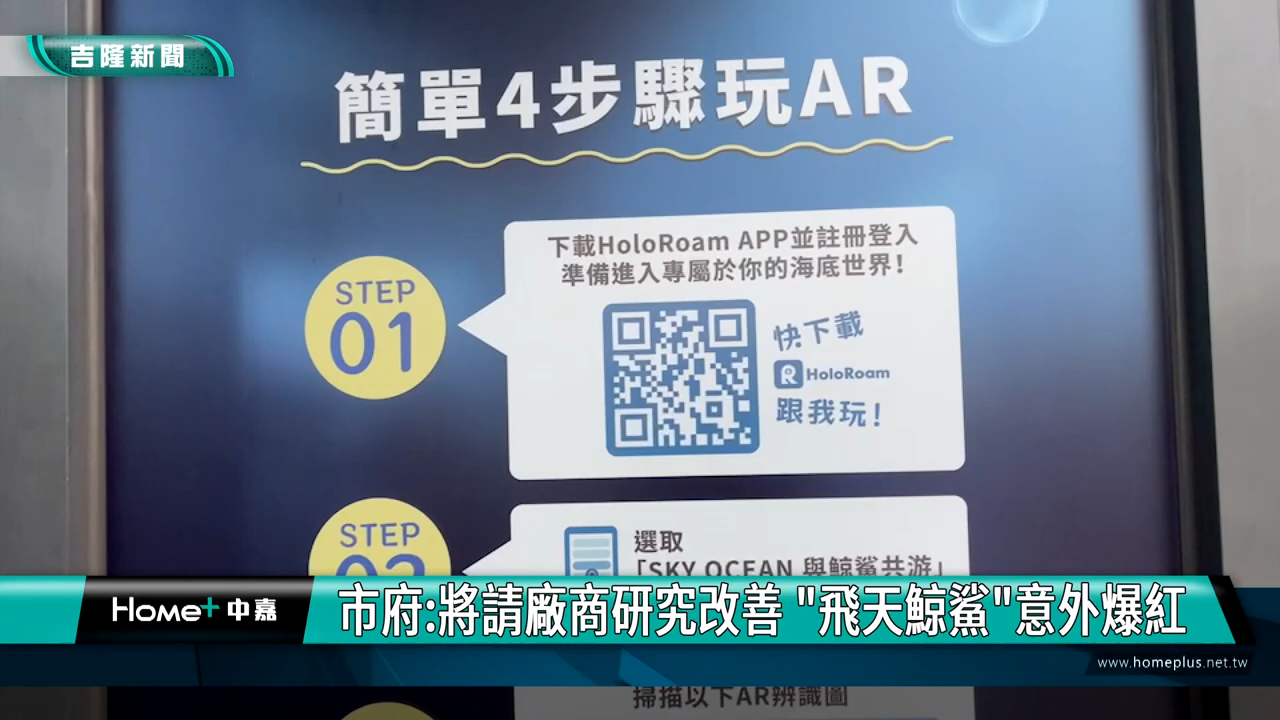 吉隆新聞
簡單4步驟玩AR
STEP
01
下載HoloRoam APP並註冊登入
準備進入專屬於你的海底世界！
快下載
HoloRoam
跟我玩！
STEP
02
選取
「SKY OCEAN 與鯨鯊共游」
Home+中嘉
市府:將請廠商研究改善 "飛天鯨鯊"意外爆紅
www.homeplus.net.tw
掃描以下AR辨識圖